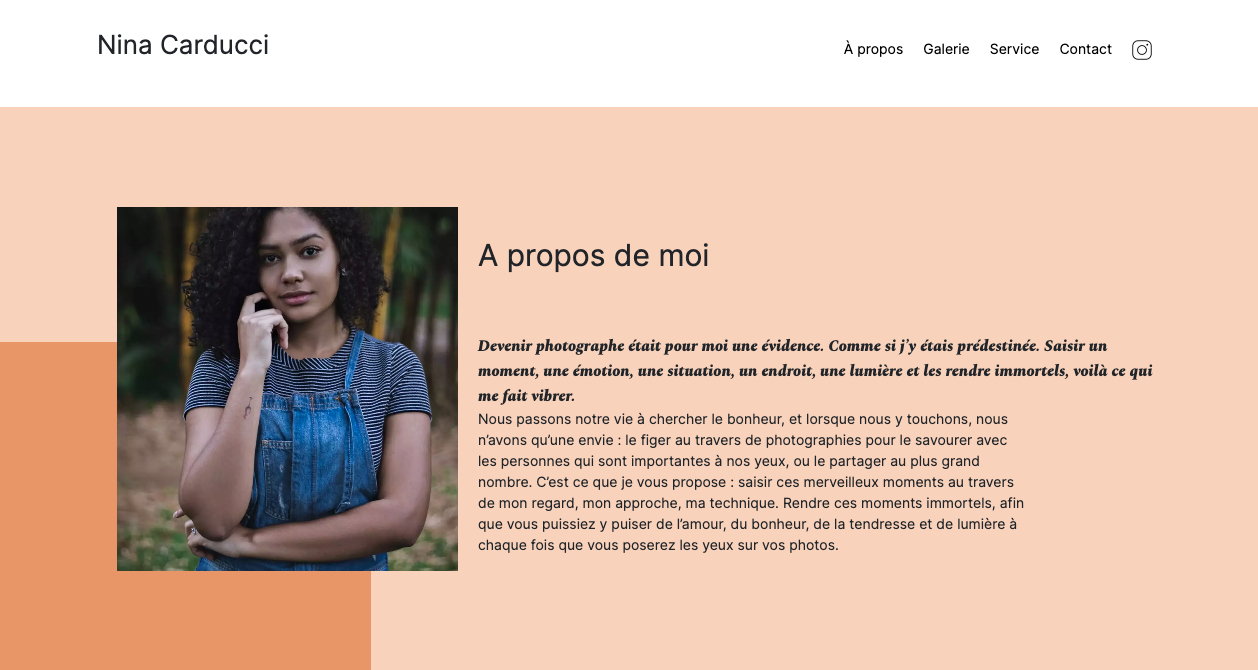 Nina Carducci
À propos Galerie Service Contact
A propos de moi
Devenir photographe était pour moi une évidence. Comme si j’y étais prédestinée. Saisir un
moment, une émotion, une situation, un endroit, une lumière et les rendre immortels, voilà ce qui
me fait vibrer.
Nous passons notre vie à chercher le bonheur, et lorsque nous y touchons, nous
n’avons qu’une envie : le figer au travers de photographies pour le savourer avec
les personnes qui sont importantes à nos yeux, ou le partager au plus grand
nombre. C’est ce que je vous propose : saisir ces merveilleux moments au travers
de mon regard, mon approche, ma technique. Rendre ces moments immortels, afin
que vous puissiez y puiser de l’amour, du bonheur, de la tendresse et de lumière à
chaque fois que vous poserez les yeux sur vos photos.